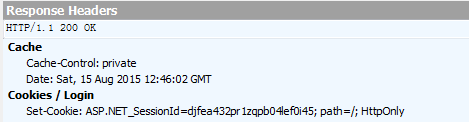 Response Headers
HTTP/1.1 200 OK
Cache
Cache-Control: private
Date: Sat, 15 Aug 2015 12:46:02 GMT
Cookies / Login
Set-Cookie: ASP.NET_SessionId=djfea432pr1zqpb04lef0i45; path=/; HttpOnly